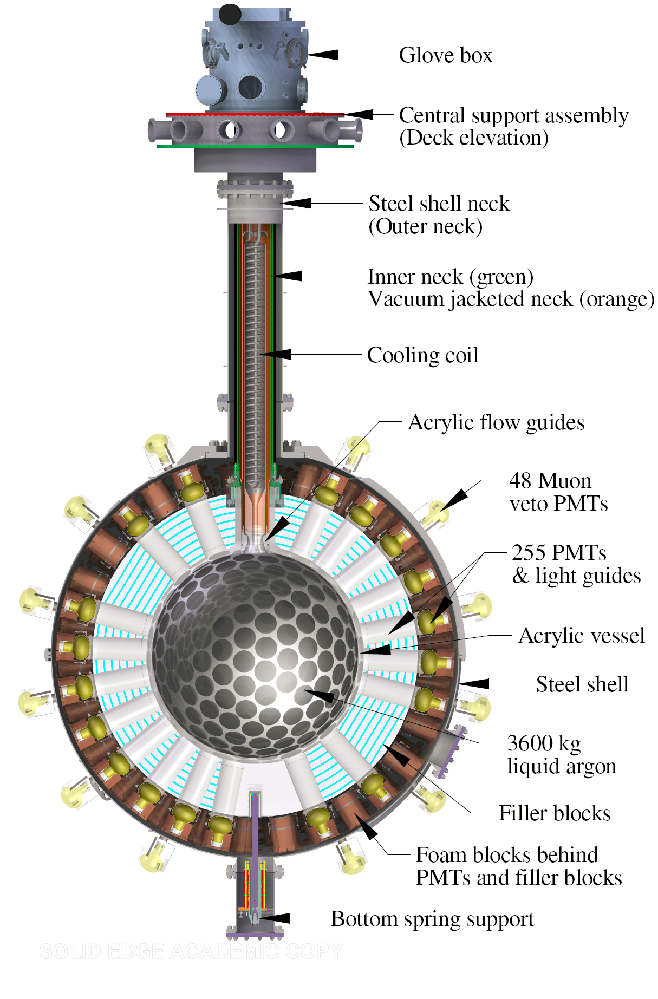 Glove box
Central support assembly
(Deck elevation)
Steel shell neck
(Outer neck)
Inner neck (green)
Vacuum jacketed neck (orange)
Cooling coil
Acrylic flow guides
48 Muon
veto PMTs
255 PMTs
& light guides
Acrylic vessel
Steel shell
3600 kg
liquid argon
Filler blocks
Foam blocks behind
PMTs and filler blocks
Bottom spring support
SOLID EDGE ACADEMIC COPY